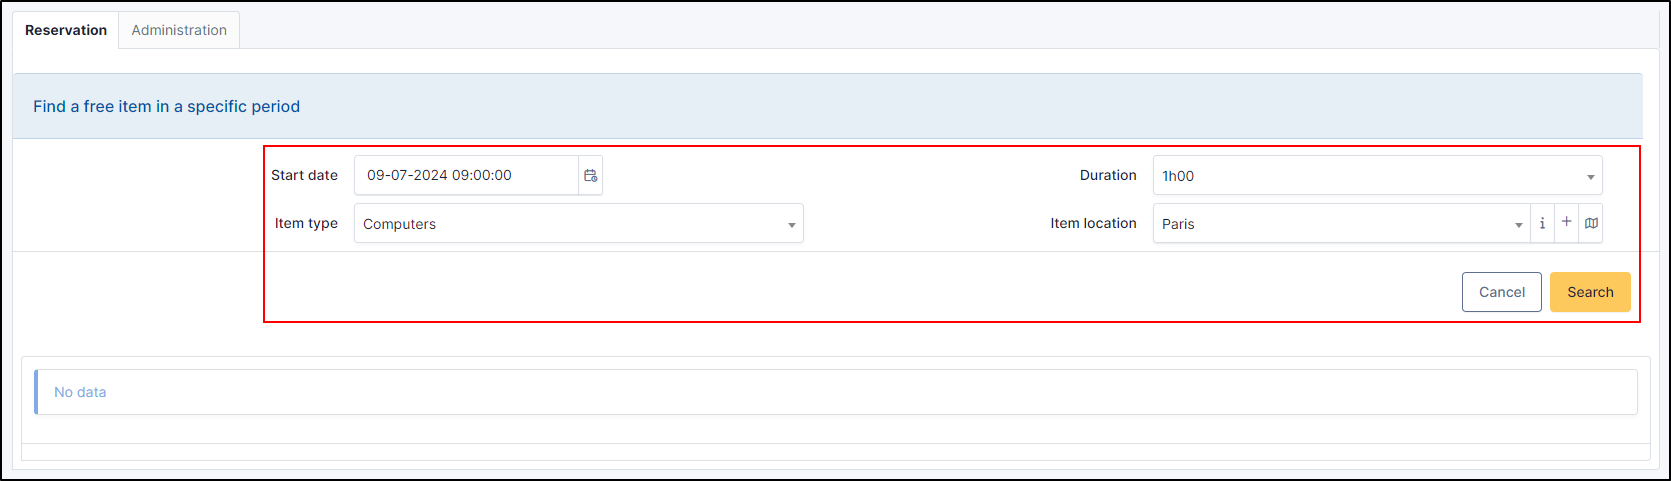 Reservation Administration
Find a free item in a specific period
Start date 09-07-2024 09:00:00 Duration 1h00
Item type Computers Item location Paris i +
Cancel Search
No data